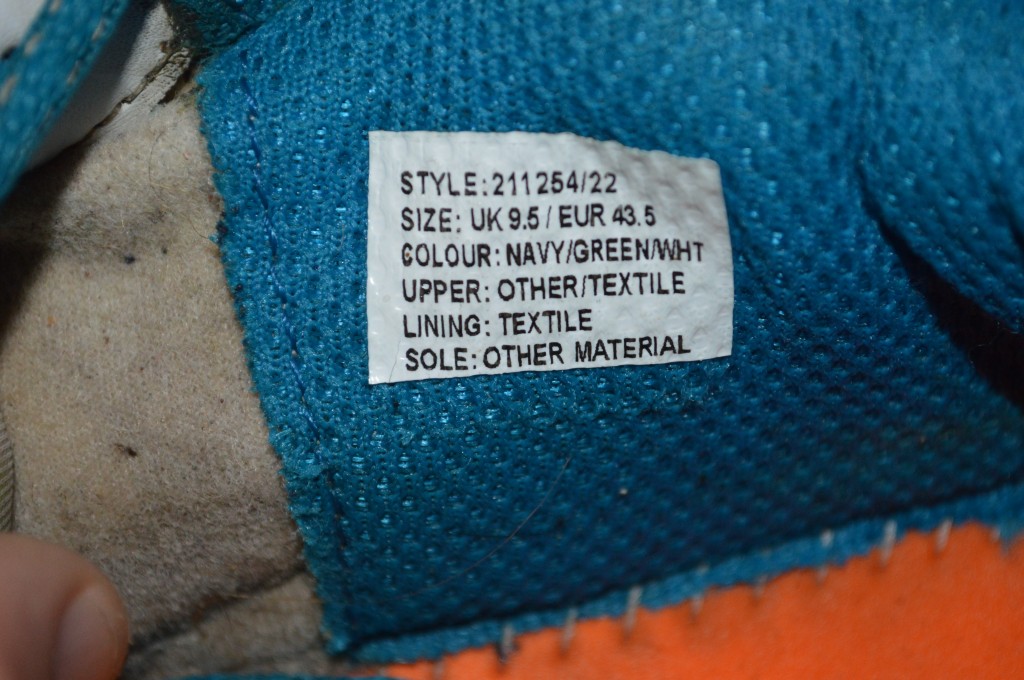 STYLE: 211254/22
SIZE: UK 9.5 / EUR 43.5
COLOUR: NAVY/GREEN/WHT
UPPER: OTHER/TEXTILE
LINING: TEXTILE
SOLE: OTHER MATERIAL